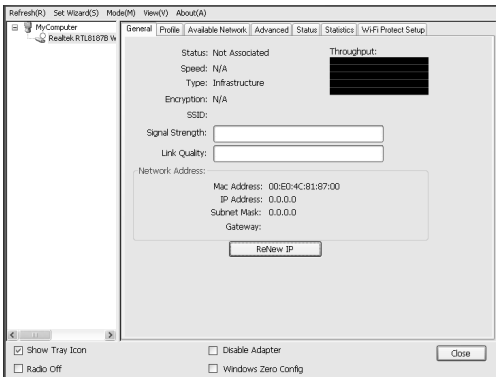 Refresh(R) Set Wizard(S) Mode(M) View(V) About(A)
MyComputer
Realtek RTL8187B
General Profile Available Network Advanced Status Statistics Wi-Fi Protect Setup
Status: Not Associated
Throughput:
Speed: N/A
Type: Infrastructure
Encryption: N/A
SSID:
Signal Strength:
Link Quality:
Network Address:
Mac Address: 00:E0:4C:81:87:00
IP Address: 0.0.0.0
Subnet Mask: 0.0.0.0
Gateway:
ReNew IP
Show Tray Icon Disable Adapter Close
Radio Off Windows Zero Config